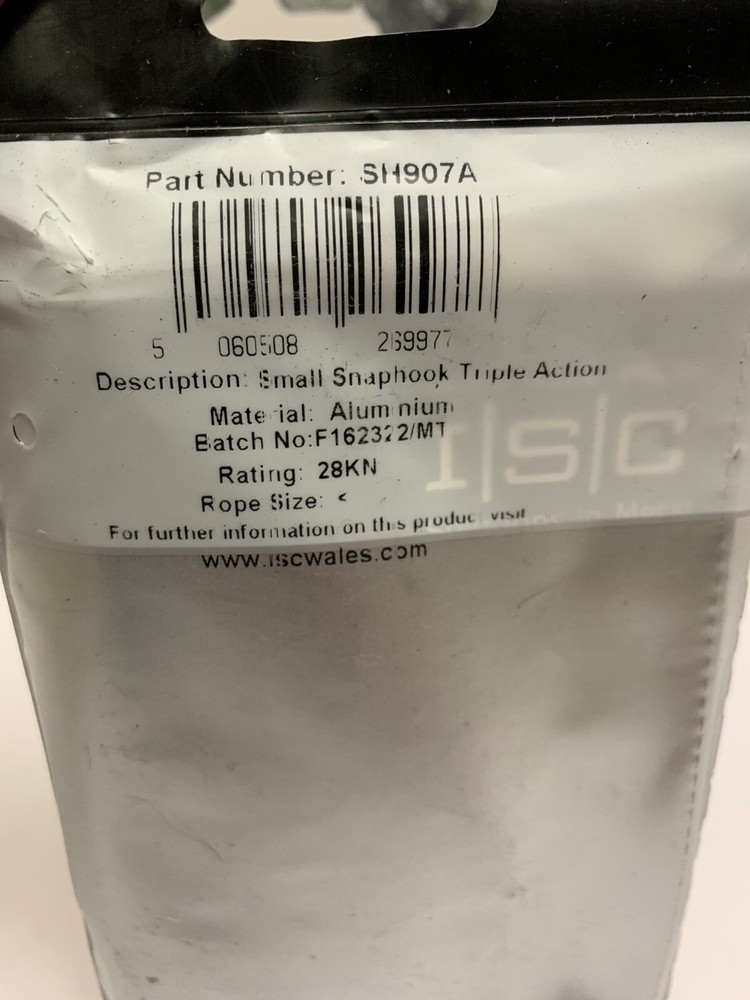 Part Number: SH907A
5 060508 269977
Description: Small Snaphook Triple Action
Material: Aluminium
Batch No:F162322/MT
I|S|C
Rating: 28KN
Rope Size: <
For further information on this product visit
www.iscwales.com